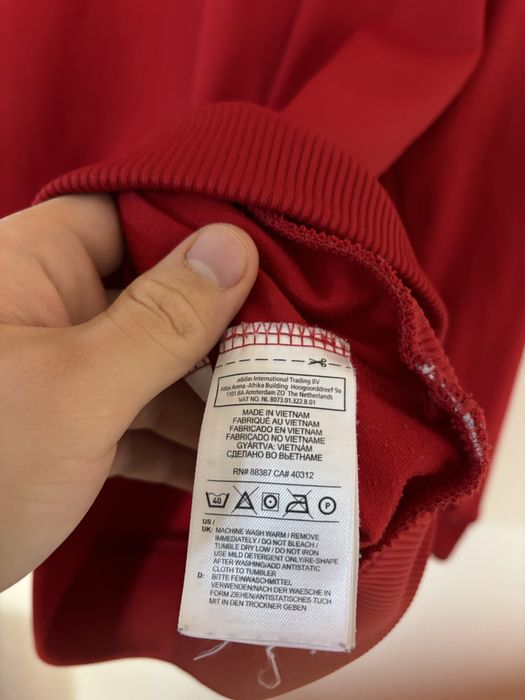 adidas International Trading BV
Atlas Arena -Afrika Building Hoogoorddreef 9a
1101 BA Amsterdam ZO The Netherlands
VAT NO. NL 8073.01.322.B.01
MADE IN VIETNAM
FABRIQUÉ AU VIETNAM
FABRICADO EN VIETNAM
FABRICADO NO VIETNAME
GYÁRTVA: VIETNÁM
СДЕЛАНО ВО ВЬЕТНАМЕ
RN# 88387 CA# 40312
40 P
US /
UK: MACHINE WASH WARM / REMOVE
IMMEDIATELY / DO NOT BLEACH /
TUMBLE DRY LOW / DO NOT IRON
USE MILD DETERGENT ONLY/RE-SHAPE
AFTER WASHING/ADD ANTISTATIC
CLOTH TO TUMBLER
D: BITTE FEINWASCHMITTEL
VERWENDEN/NACH DER WAESCHE IN
FORM ZIEHEN/ANTISTATISCHES TUCH
MIT IN DEN TROCKNER GEBEN